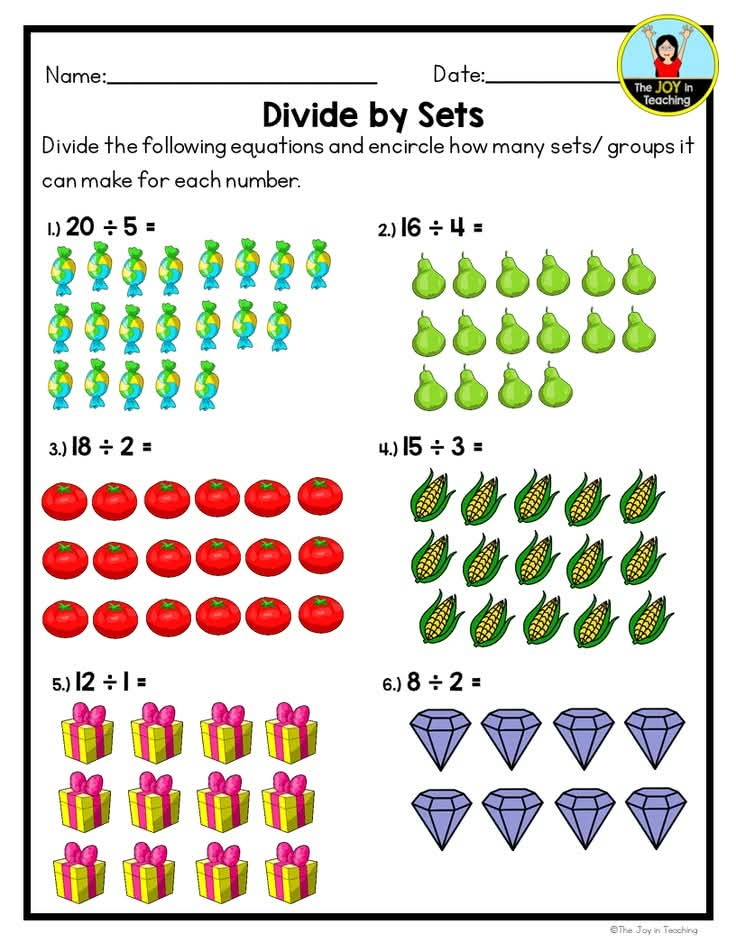 Name:
Date:
The JOY in
Teaching
Divide by Sets
Divide the following equations and encircle how many sets/ groups it
can make for each number.
1.) 20 ÷ 5 =
2.) 16 ÷ 4 =
3.) 18 ÷ 2 =
4.) 15 ÷ 3 =
5.) 12 ÷ 1 =
6.) 8 ÷ 2 =
©The Joy in Teaching